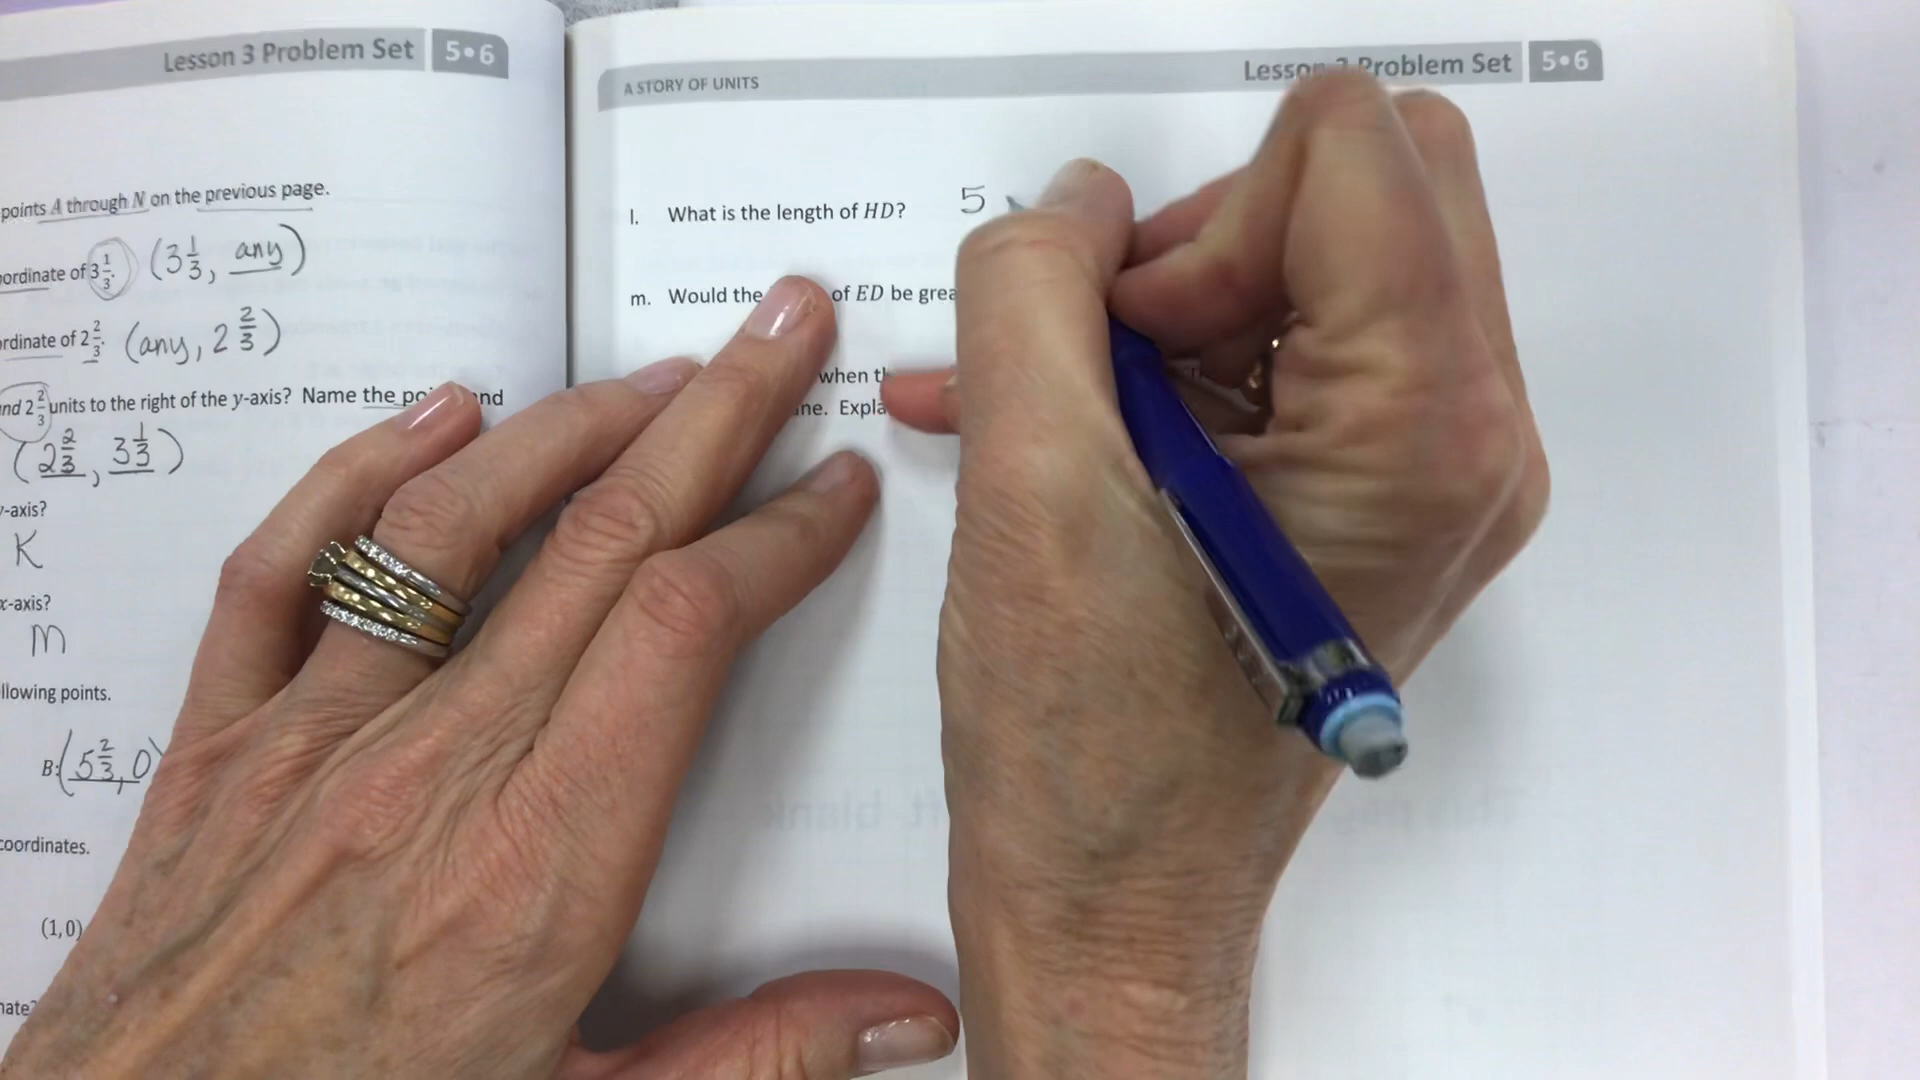 Lesson 3 Problem Set 5•6
points A through N on the previous page.
ordinate of 3 1/3. (3 1/3, any)
rdinate of 2 2/3. (any, 2 2/3)
nd 2 2/3 units to the right of the y-axis? Name the and
(2 2/3, 3 1/3)
y-axis?
K
x-axis?
M
llowing points.
B: (5 2/3, 0)
coordinates.
(1,0)
nate?
A STORY OF UNITS Lesson Problem Set 5•6
l. What is the length of HD? 5
m. Would the of ED be grea
when
ne. Expla